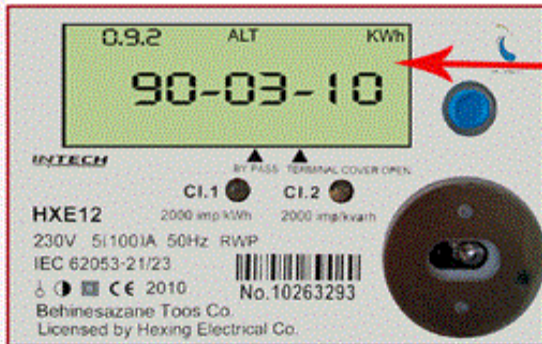 0.9.2 ALT KWh
90-03-10
INTECH
BY PASS TERMINAL COVER OPEN
Cl.1 Cl.2
HXE12 2000 imp/kWh 2000 imp/kvarh
230V 5(100)A 50Hz RWP
IEC 62053-21/23
CE 2010 No.10263293
Behinesazane Toos Co.
Licensed by Hexing Electrical Co.